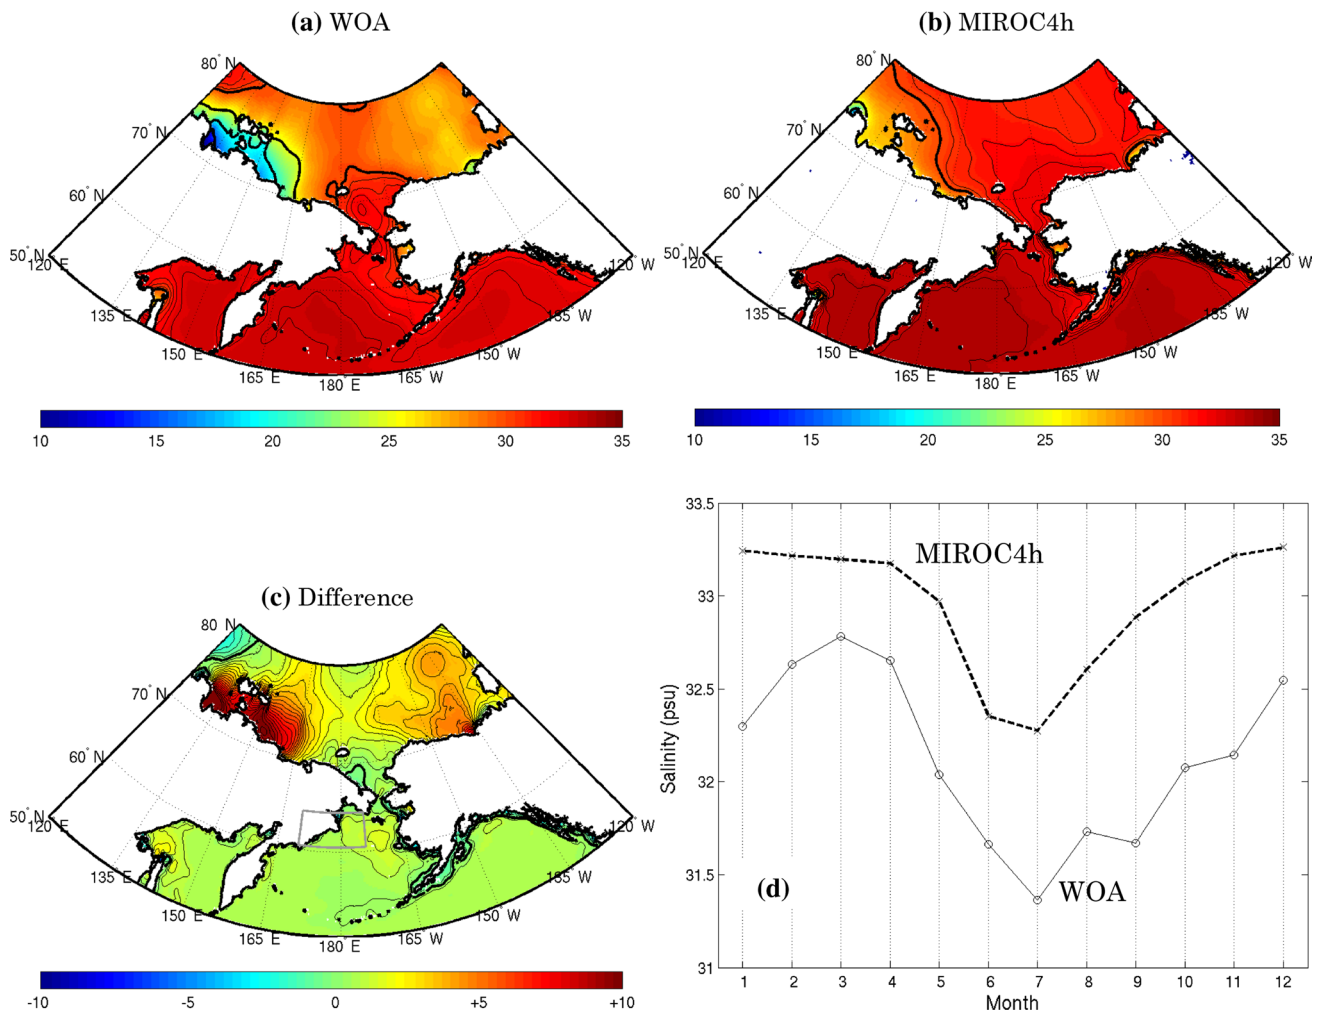 (a) WOA
80° N
70° N
60° N
50° N
120 E
135 E
150 E
165 E
180° E
165° W
150° W
135 W
120 W
10 15 20 25 30 35
(b) MIROC4h
80° N
70° N
60° N
50° N
120 E
135° E
150 E
165 E
180 E
165° W
150 W
135 W
120 W
10 15 20 25 30 35
(c) Difference
80 N
70° N
60° N
50° N
120 E
135 E
150 E
165 E
180° E
165° W
150° W
135 W
120 W
-10 -5 0 +5 +10
33.5
33
32.5
32
31.5
31
Salinity (psu)
MIROC4h
WOA
(d)
1 2 3 4 5 6 7 8 9 10 11 12
Month